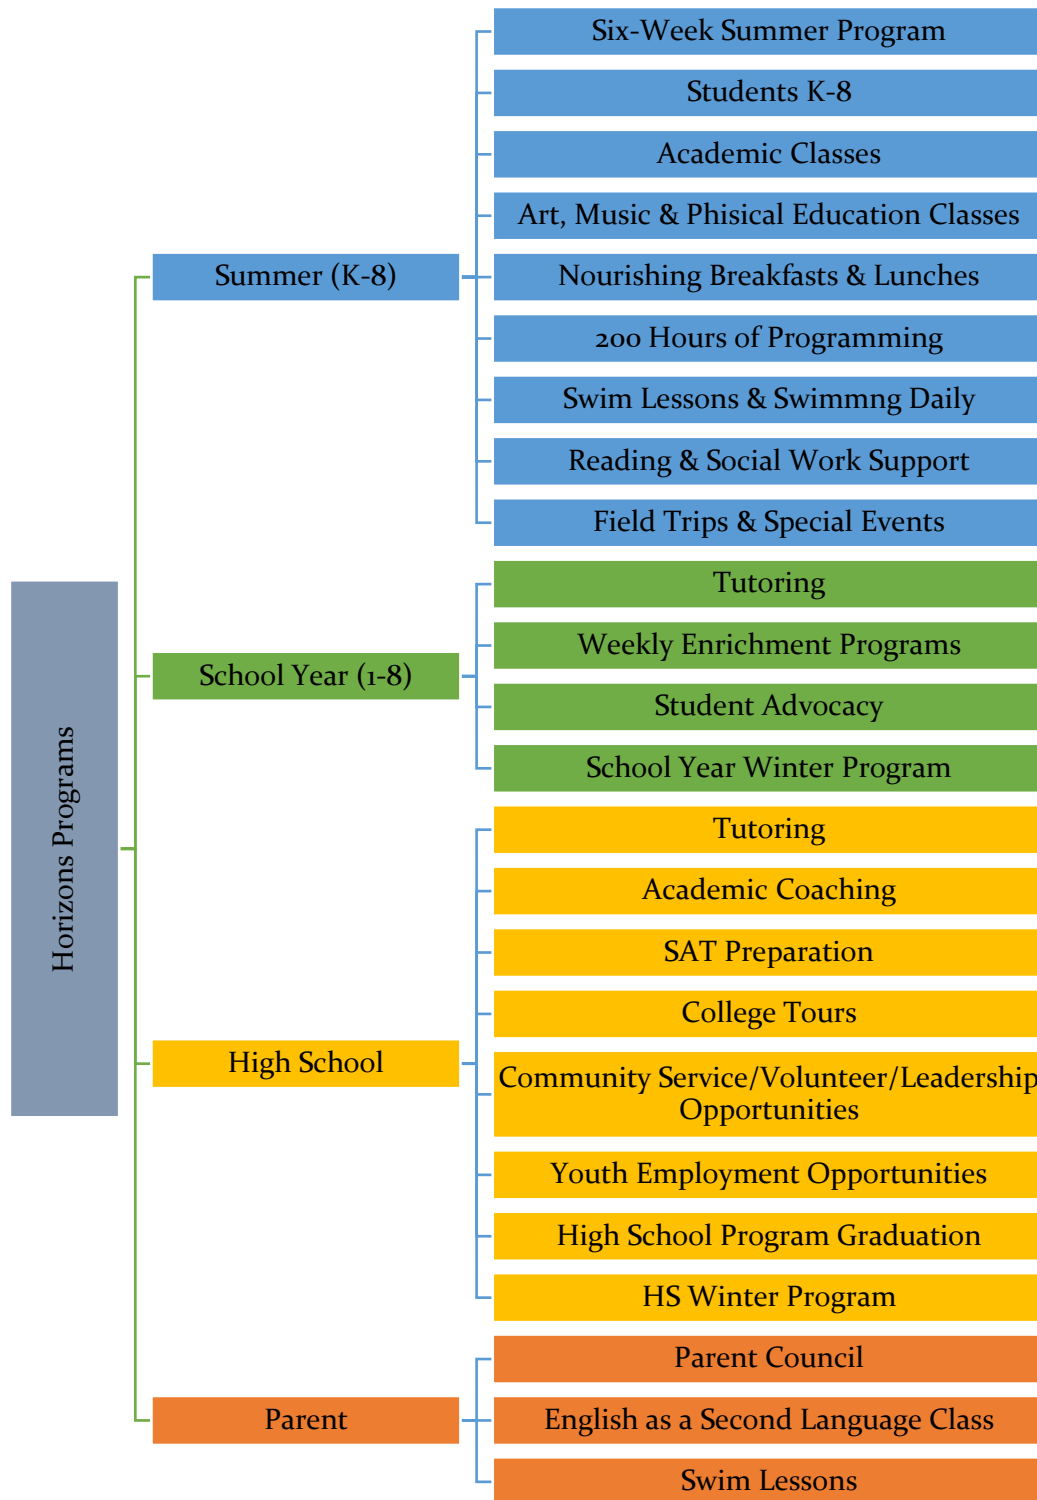 Horizons Programs
Summer (K-8)
Six-Week Summer Program
Students K-8
Academic Classes
Art, Music & Phisical Education Classes
Nourishing Breakfasts & Lunches
200 Hours of Programming
Swim Lessons & Swimmng Daily
Reading & Social Work Support
Field Trips & Special Events
School Year (1-8)
Tutoring
Weekly Enrichment Programs
Student Advocacy
School Year Winter Program
High School
Tutoring
Academic Coaching
SAT Preparation
College Tours
Community Service/Volunteer/Leadership
Opportunities
Youth Employment Opportunities
High School Program Graduation
HS Winter Program
Parent
Parent Council
English as a Second Language Class
Swim Lessons